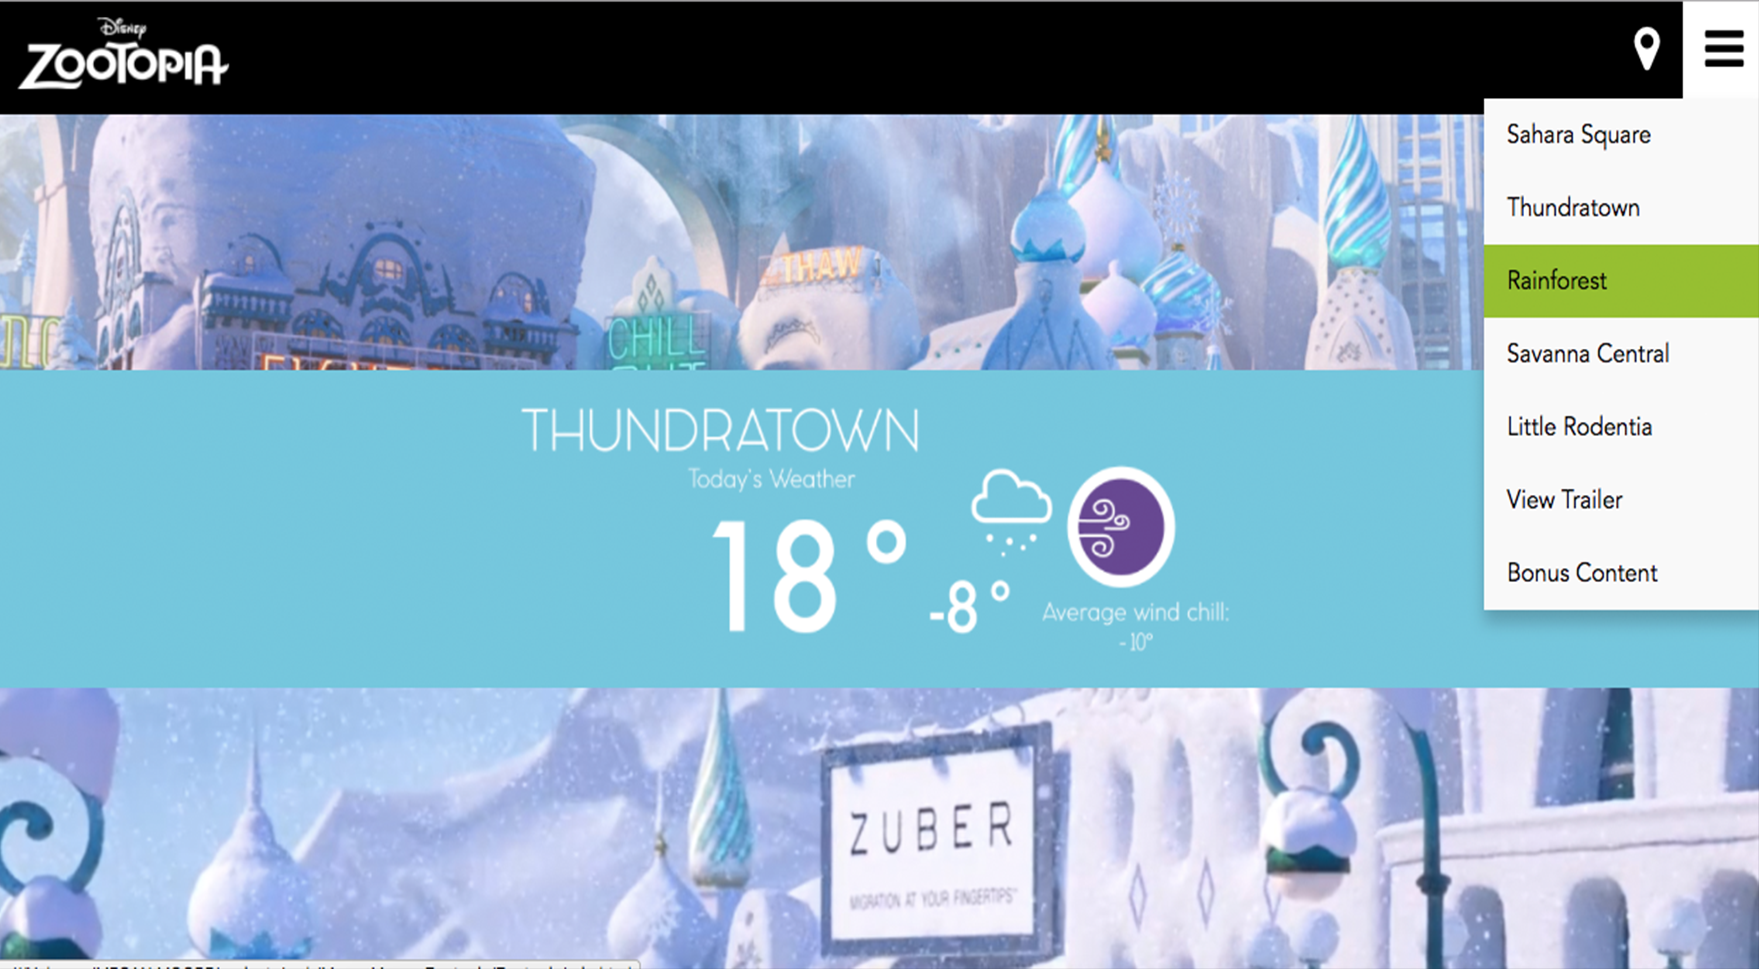 Disney
ZOOTOPIA
Sahara Square
Thundratown
Rainforest
Savanna Central
Little Rodentia
View Trailer
Bonus Content
THAW
CHILL
THUNDRATOWN
Today's Weather
18°
-8°
Average wind chill:
-10°
ZUBER
MIGRATION AT YOUR FINGERTIPS